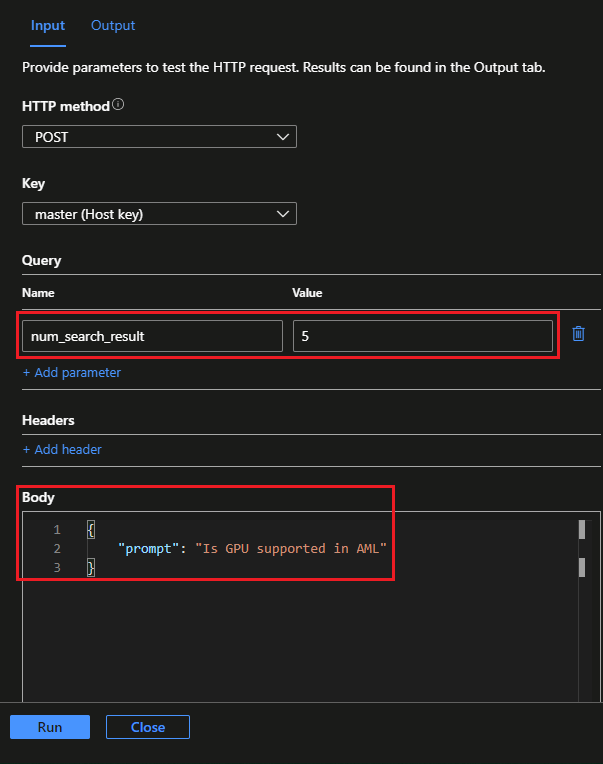 Input Output
Provide parameters to test the HTTP request. Results can be found in the Output tab.
HTTP method
POST
Key
master (Host key)
Query
Name Value
num_search_result 5
+ Add parameter
Headers
+ Add header
Body
1 {
2 "prompt": "Is GPU supported in AML"
3 }
Run Close